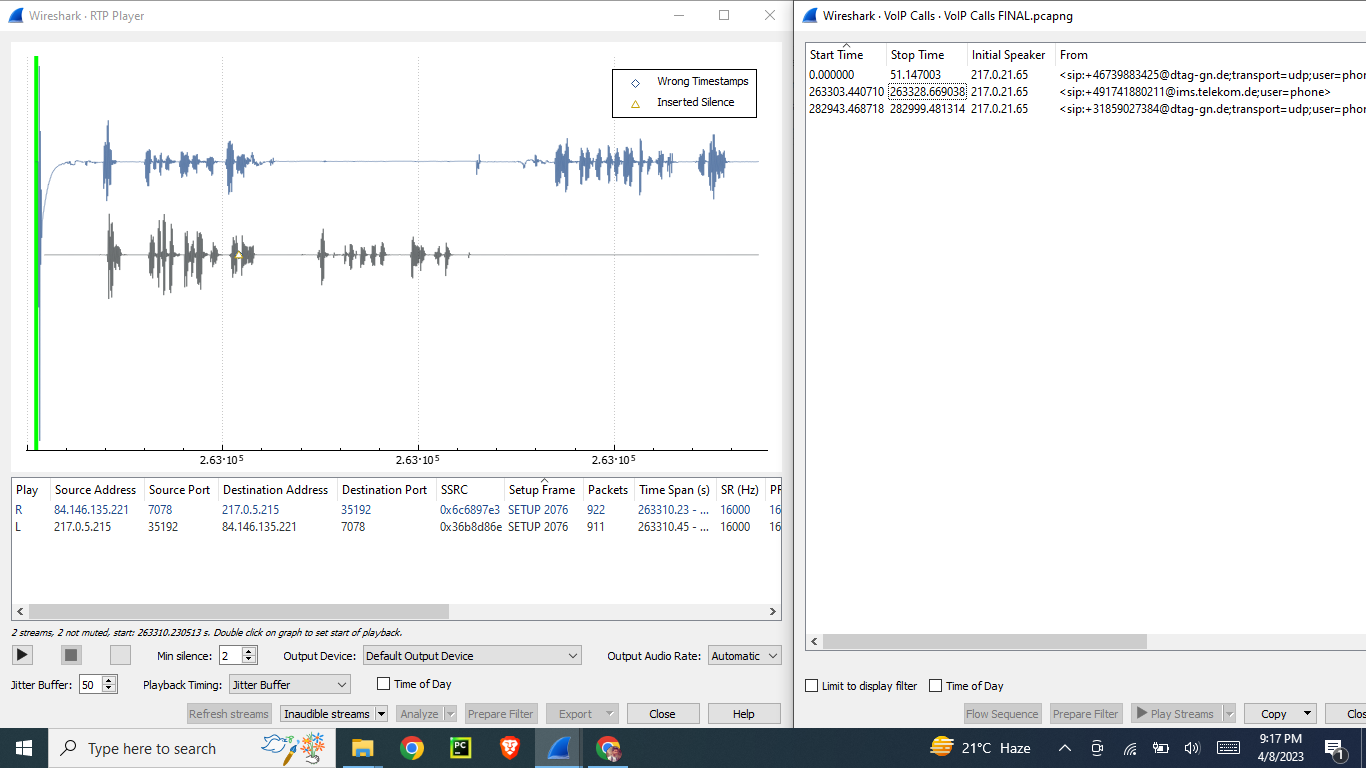 Wireshark · RTP Player
Wrong Timestamps
Inserted Silence
2.63·10⁵ 2.63·10⁵ 2.63·10⁵
Play Source Address Source Port Destination Address Destination Port SSRC Setup Frame Packets Time Span (s) SR (Hz) PF
R 84.146.135.221 7078 217.0.5.215 35192 0x6c6897e3 SETUP 2076 922 263310.23 - ... 16000 16
L 217.0.5.215 35192 84.146.135.221 7078 0x36b8d86e SETUP 2076 911 263310.45 - ... 16000 16
2 streams, 2 not muted, start: 263310.230513 s. Double click on graph to set start of playback.
Min silence: 2 Output Device: Default Output Device Output Audio Rate: Automatic
Jitter Buffer: 50 Playback Timing: Jitter Buffer Time of Day
Refresh streams Inaudible streams Analyze Prepare Filter Export Close Help
Wireshark · VoIP Calls · VoIP Calls FINAL.pcapng
Start Time Stop Time Initial Speaker From
0.000000 51.147003 217.0.21.65 <sip:+46739883425@dtag-gn.de;transport=udp;user=phon
263303.440710 263328.669038 217.0.21.65 <sip:+491741880211@ims.telekom.de;user=phone>
282943.468718 282999.481314 217.0.21.65 <sip:+31859027384@dtag-gn.de;transport=udp;user=phon
Limit to display filter Time of Day
Flow Sequence Prepare Filter Play Streams Copy Clos
Type here to search
PC
21°C Haze
9:17 PM
4/8/2023
1